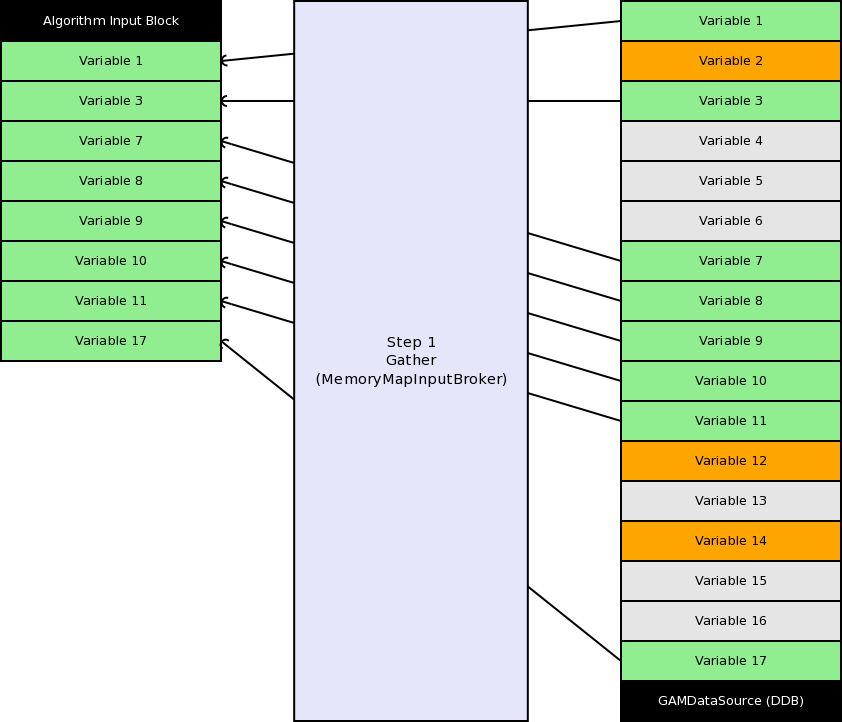 Algorithm Input Block
Variable 1
Variable 3
Variable 7
Variable 8
Variable 9
Variable 10
Variable 11
Variable 17
Step 1
Gather
(MemoryMapInputBroker)
Variable 1
Variable 2
Variable 3
Variable 4
Variable 5
Variable 6
Variable 7
Variable 8
Variable 9
Variable 10
Variable 11
Variable 12
Variable 13
Variable 14
Variable 15
Variable 16
Variable 17
GAMDataSource (DDB)